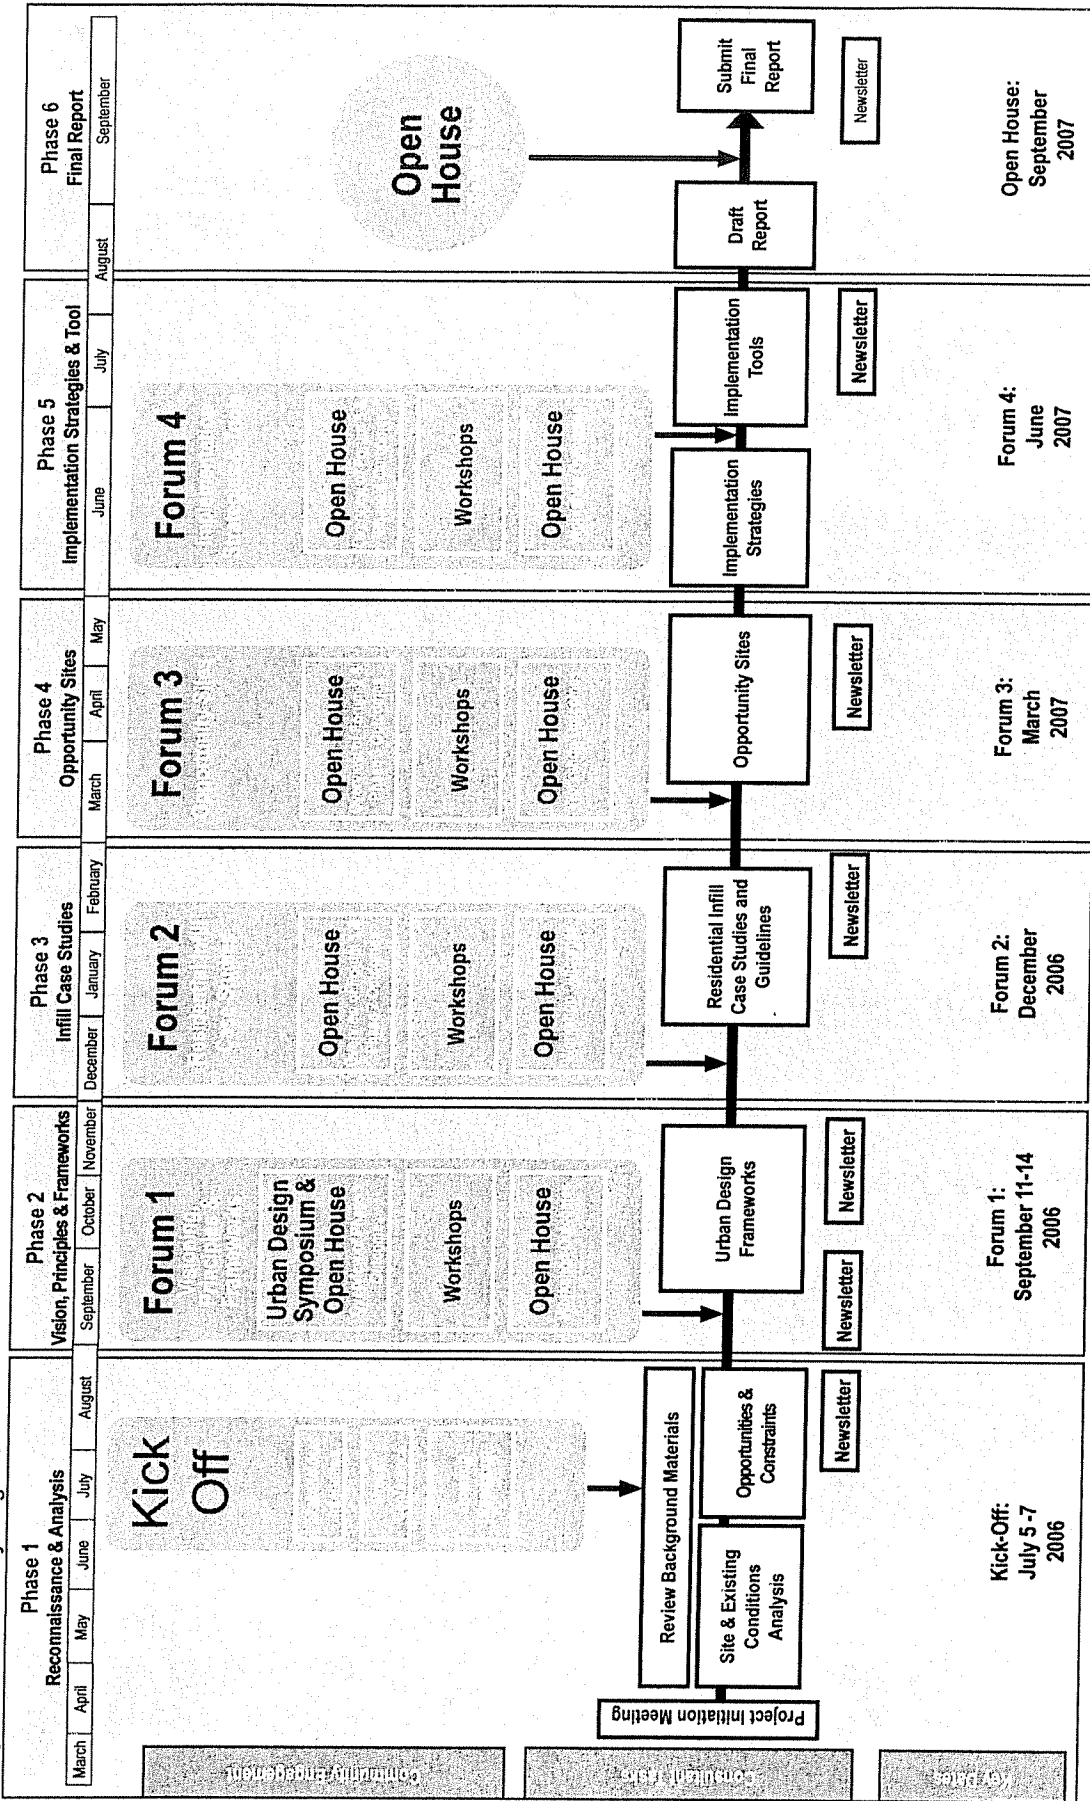 Phase 1
Reconnaissance & Analysis
March
April
May
June
July
August
Phase 2
Vision, Principles & Frameworks
September
October
November
Phase 3
Infill Case Studies
December
January
February
Phase 4
Opportunity Sites
March
April
May
Phase 5
Implementation Strategies & Tool
June
July
August
Phase 6
Final Report
September
Community Engagement
Kick
Off
Forum 1
Urban Design
Symposium &
Open House
Workshops
Open House
Forum 2
Open House
Workshops
Open House
Forum 3
Open House
Workshops
Open House
Forum 4
Open House
Workshops
Open House
Open
House
Consultant Tasks
Project Initiation Meeting
Review Background Materials
Site & Existing
Conditions
Analysis
Opportunities &
Constraints
Urban Design
Frameworks
Residential Infill
Case Studies and
Guidelines
Opportunity Sites
Implementation
Strategies
Implementation
Tools
Draft
Report
Submit
Final
Report
Newsletter
Newsletter
Newsletter
Newsletter
Newsletter
Newsletter
Newsletter
Key Dates
Kick-Off:
July 5 -7
2006
Forum 1:
September 11-14
2006
Forum 2:
December
2006
Forum 3:
March
2007
Forum 4:
June
2007
Open House:
September
2007